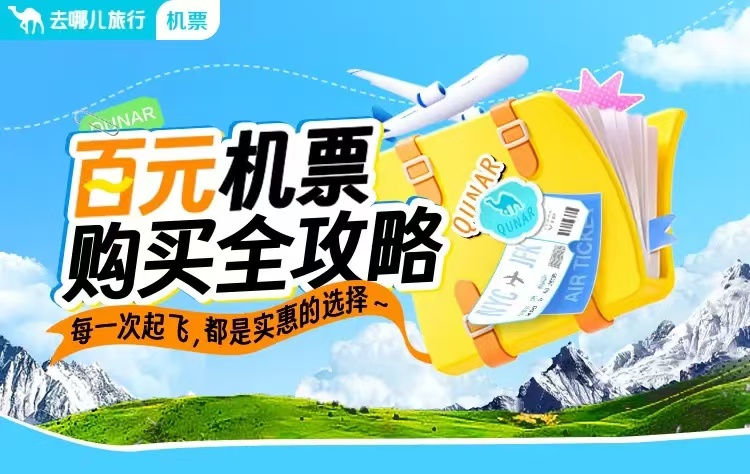 去哪儿旅行 机票
QUNAR
百元机票
购买全攻略
每一次起飞,都是实惠的选择~
QUNAR
QUNAR
NYC JFK
AIR TICKET